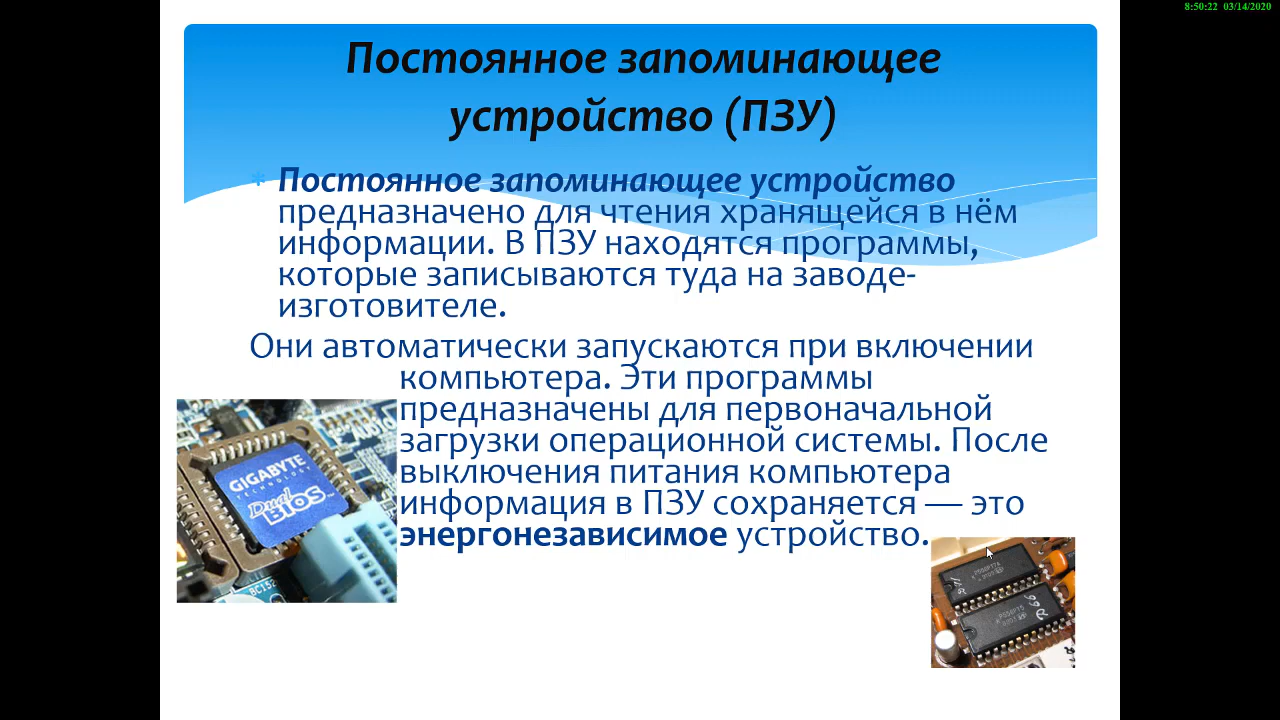 8:50:22 03/14/2020
Постоянное запоминающее
устройство (ПЗУ)
Постоянное запоминающее устройство
предназначено для чтения хранящейся в нём
информации. В ПЗУ находятся программы,
которые записываются туда на заводе-
изготовителе.
Они автоматически запускаются при включении
компьютера. Эти программы
предназначены для первоначальной
загрузки операционной системы. После
выключения питания компьютера
информация в ПЗУ сохраняется — это
энергонезависимое устройство.
GIGABYTE
TECHNOLOGY
Dual
BIOS